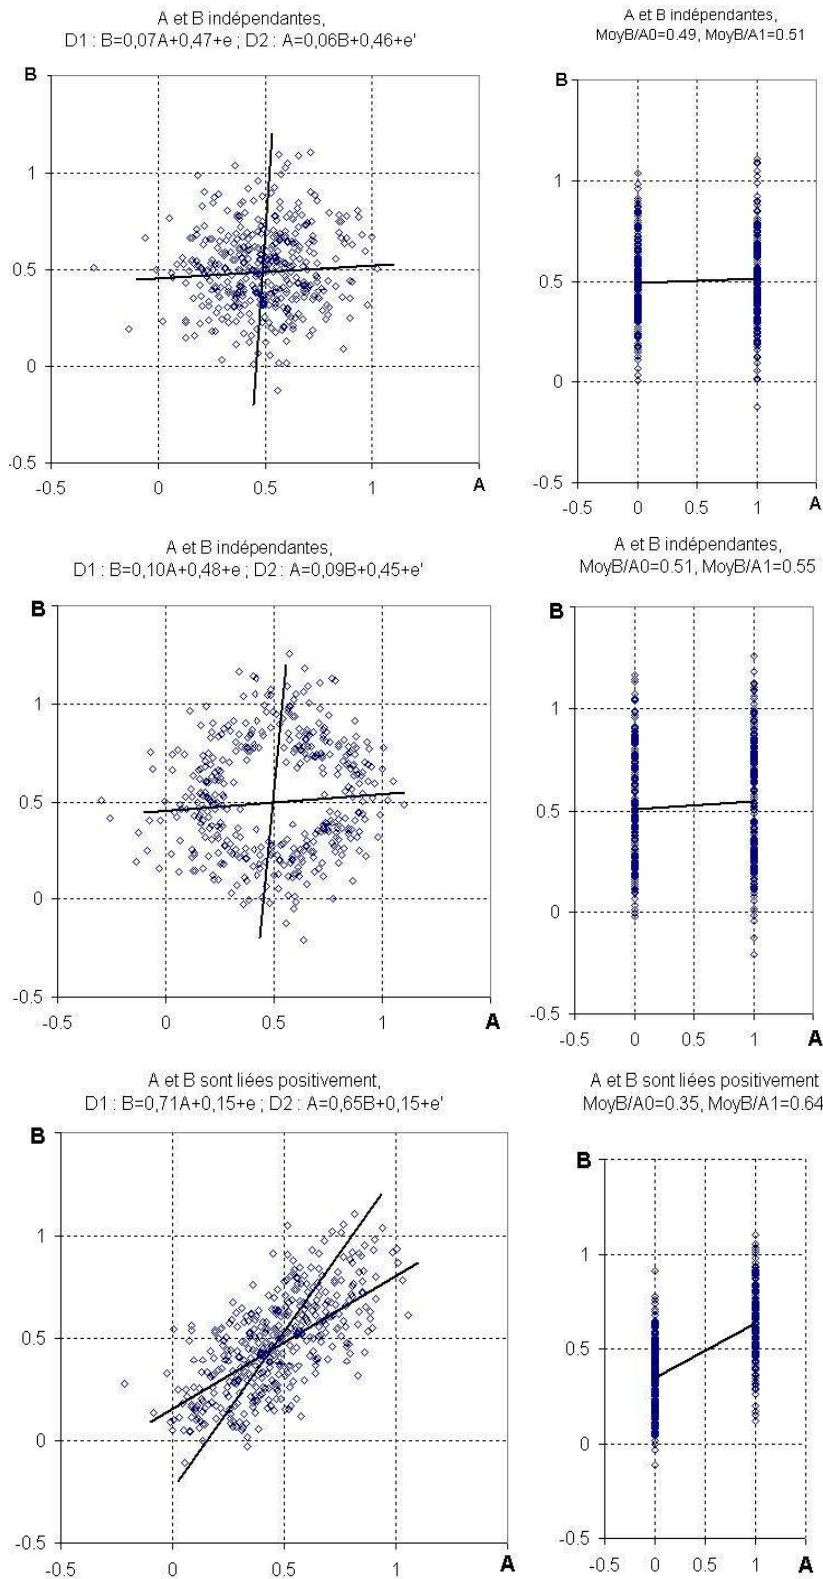 A et B indépendantes,
D1 : B=0,07A+0,47+e ; D2 : A=0,06B+0,46+e'
B
1
0.5
0
-0.5
-0.5 0 0.5 1 A
A et B indépendantes,
MoyB/A0=0.49, MoyB/A1=0.51
B
1
0.5
0
-0.5
-0.5 0 0.5 1 A
A et B indépendantes,
D1 : B=0,10A+0,48+e ; D2 : A=0,09B+0,45+e'
B
1
0.5
0
-0.5
-0.5 0 0.5 1 A
A et B indépendantes,
MoyB/A0=0.51, MoyB/A1=0.55
B
1
0.5
0
-0.5
-0.5 0 0.5 1 A
A et B sont liées positivement,
D1 : B=0,71A+0,15+e ; D2 : A=0,65B+0,15+e'
B
1
0.5
0
-0.5
-0.5 0 0.5 1 A
A et B sont liées positivement
MoyB/A0=0.35, MoyB/A1=0.64
B
1
0.5
0
-0.5
-0.5 0 0.5 1 A